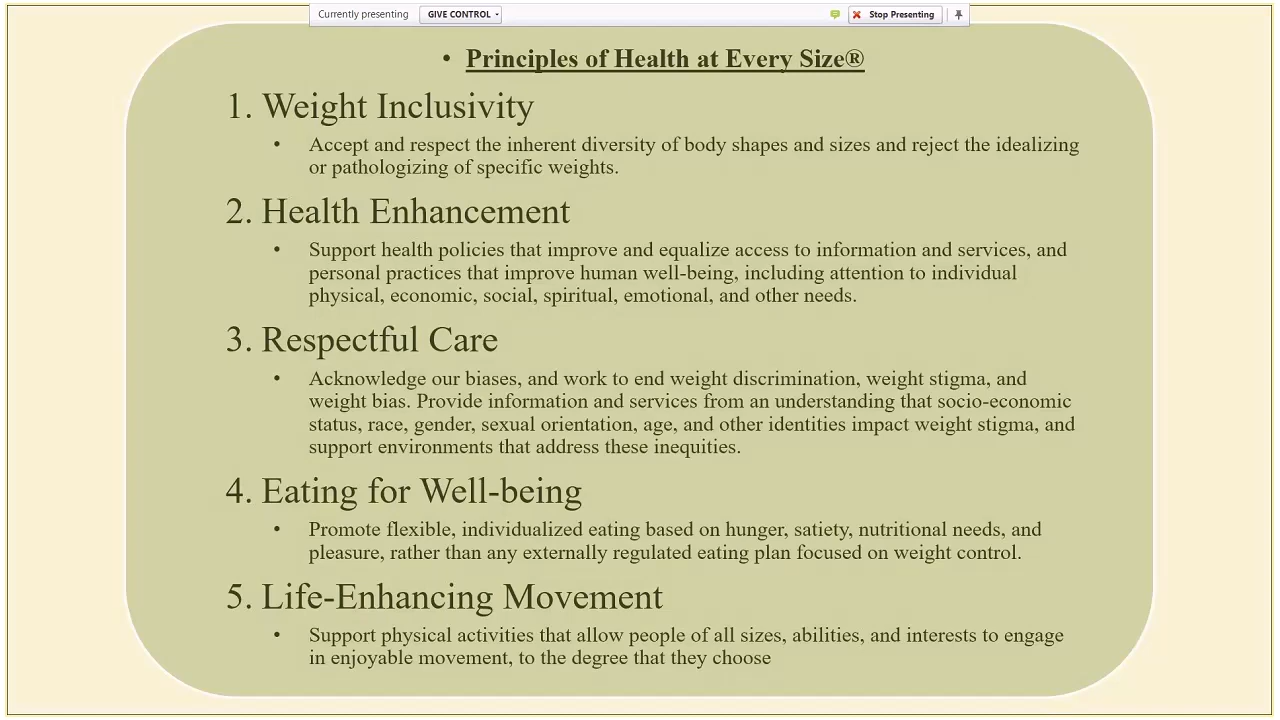 Currently presenting GIVE CONTROL Stop Presenting
• Principles of Health at Every Size®
1. Weight Inclusivity
• Accept and respect the inherent diversity of body shapes and sizes and reject the idealizing
or pathologizing of specific weights.
2. Health Enhancement
• Support health policies that improve and equalize access to information and services, and
personal practices that improve human well-being, including attention to individual
physical, economic, social, spiritual, emotional, and other needs.
3. Respectful Care
• Acknowledge our biases, and work to end weight discrimination, weight stigma, and
weight bias. Provide information and services from an understanding that socio-economic
status, race, gender, sexual orientation, age, and other identities impact weight stigma, and
support environments that address these inequities.
4. Eating for Well-being
• Promote flexible, individualized eating based on hunger, satiety, nutritional needs, and
pleasure, rather than any externally regulated eating plan focused on weight control.
5. Life-Enhancing Movement
• Support physical activities that allow people of all sizes, abilities, and interests to engage
in enjoyable movement, to the degree that they choose